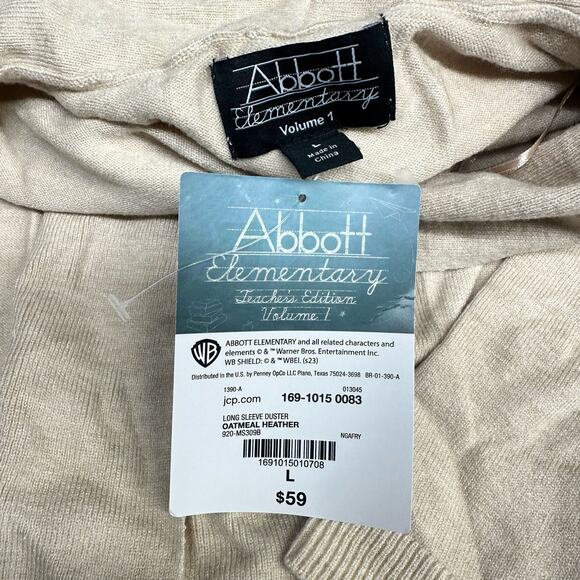 Abbott
Elementary
Volume 1
L
Made in
China
Abbott
Elementary
Teacher's Edition
Volume 1
WB
ABBOTT ELEMENTARY and all related characters and
elements © & ™ Warner Bros. Entertainment Inc.
WB SHIELD: © & ™ WBEI. (s23)
Distributed in the U.S. by Penney OpCo LLC Plano, Texas 75024-3698 BR-01-390-A
1390-A 013045
jcp.com 169-1015 0083
LONG SLEEVE DUSTER
OATMEAL HEATHER
920-MS309B NGAFRY
1691015010708
L
$59